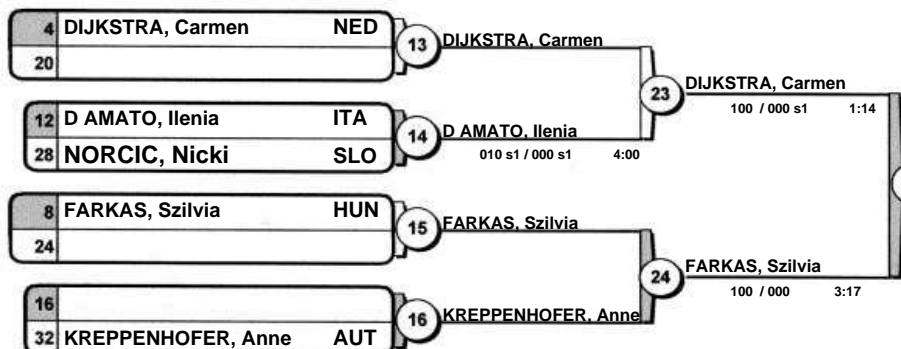 4 DIJKSTRA, Carmen NED
20
13 DIJKSTRA, Carmen
12 D AMATO, Ilenia ITA
28 NORCIC, Nicki SLO
14 D AMATO, Ilenia
010 s1 / 000 s1 4:00
23 DIJKSTRA, Carmen
100 / 000 s1 1:14
8 FARKAS, Szilvia HUN
24
15 FARKAS, Szilvia
16
32 KREPPENHOFER, Anne AUT
16 KREPPENHOFER, Anne
24 FARKAS, Szilvia
100 / 000 3:17